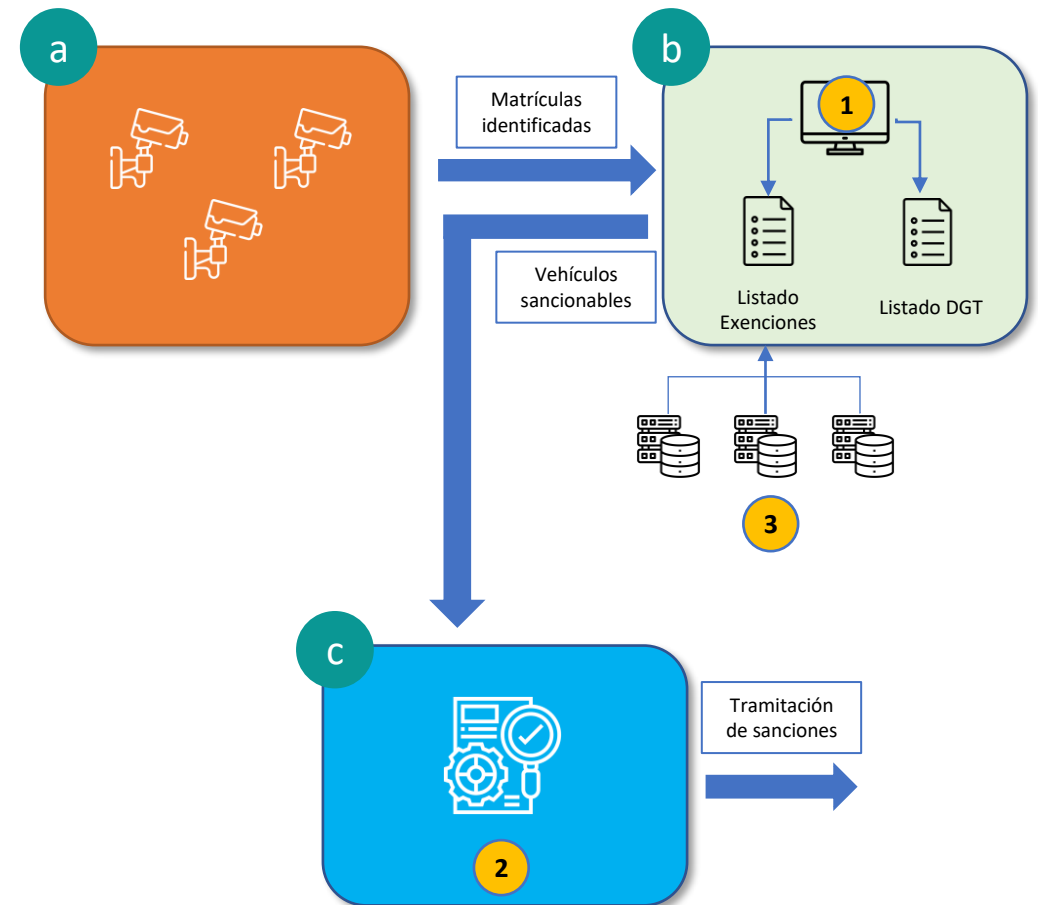 a
b
Matrículas
identificadas
1
Vehículos
sancionables
Listado
Exenciones
Listado DGT
3
c
Tramitación
de sanciones
2